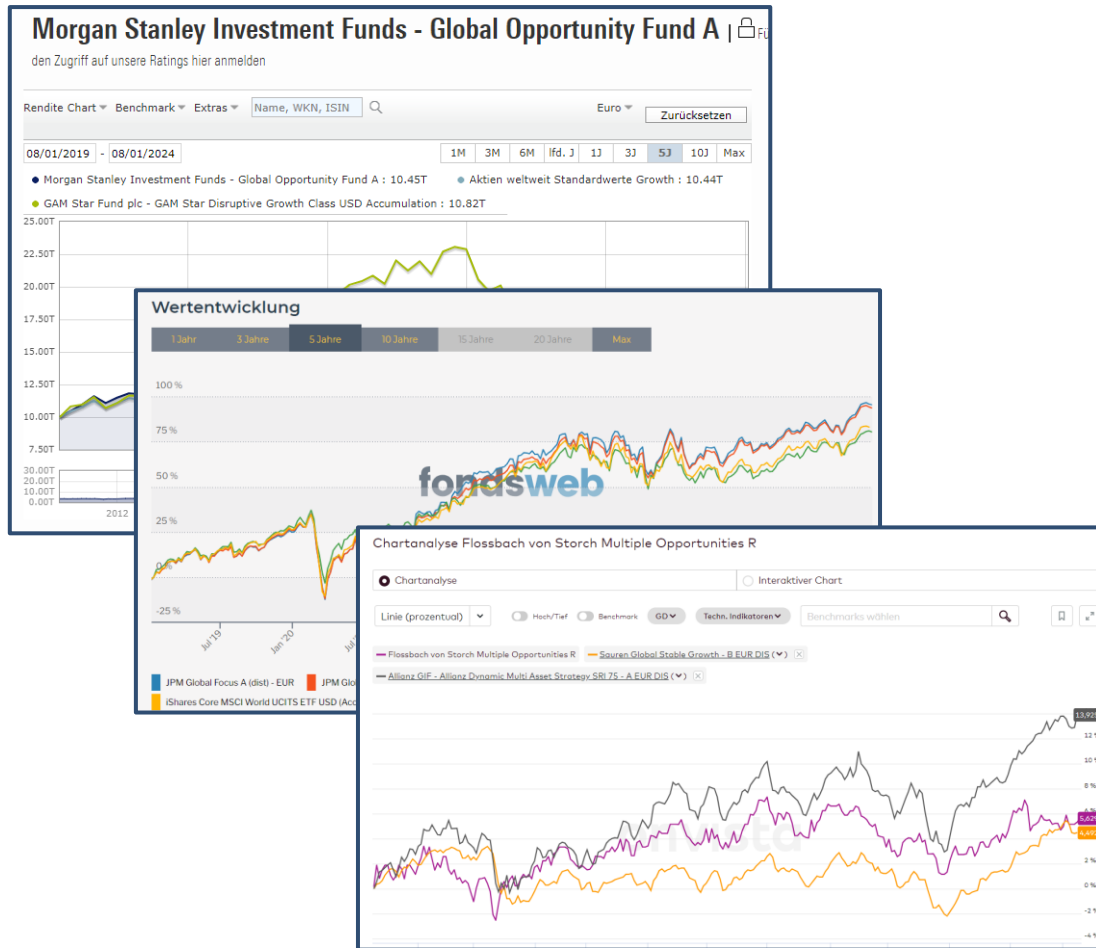 Morgan Stanley Investment Funds - Global Opportunity Fund A |
den Zugriff auf unsere Ratings hier anmelden
Rendite Chart Benchmark Extras Name, WKN, ISIN Euro Zurücksetzen
08/01/2019 - 08/01/2024 1M 3M 6M lfd. J 1J 3J 5J 10J Max
Morgan Stanley Investment Funds - Global Opportunity Fund A : 10.45T Aktien weltweit Standardwerte Growth : 10.44T
GAM Star Fund plc - GAM Star Disruptive Growth Class USD Accumulation : 10.82T
25.00T
22.50T
20.00T
17.50T
15.00T
12.50T
10.00T
7.50T
30.00T
20.00T
10.00T
0.00T
2012
Wertentwicklung
1 Jahr 3 Jahre 5 Jahre 10 Jahre 15 Jahre 20 Jahre Max
100 %
75 %
50 %
fondsweb
25 %
0 %
-25 %
Jul '19 Jan '20
JPM Global Focus A (dist) - EUR
iShares Core MSCI World UCITS ETF USD
Chartanalyse Flossbach von Storch Multiple Opportunities R
Chartanalyse Interaktiver Chart
Linie (prozentual) Hoch/Tief Benchmark GD Techn. Indikatoren Benchmarks wählen
Flossbach von Storch Multiple Opportunities R Sauren Global Stable Growth - B EUR DIS
Allianz GIF - Allianz Dynamic Multi Asset Strategy SRI 75 - A EUR DIS
12 %
10 %
8 %
2 %
0 %
-2 %
-4 %